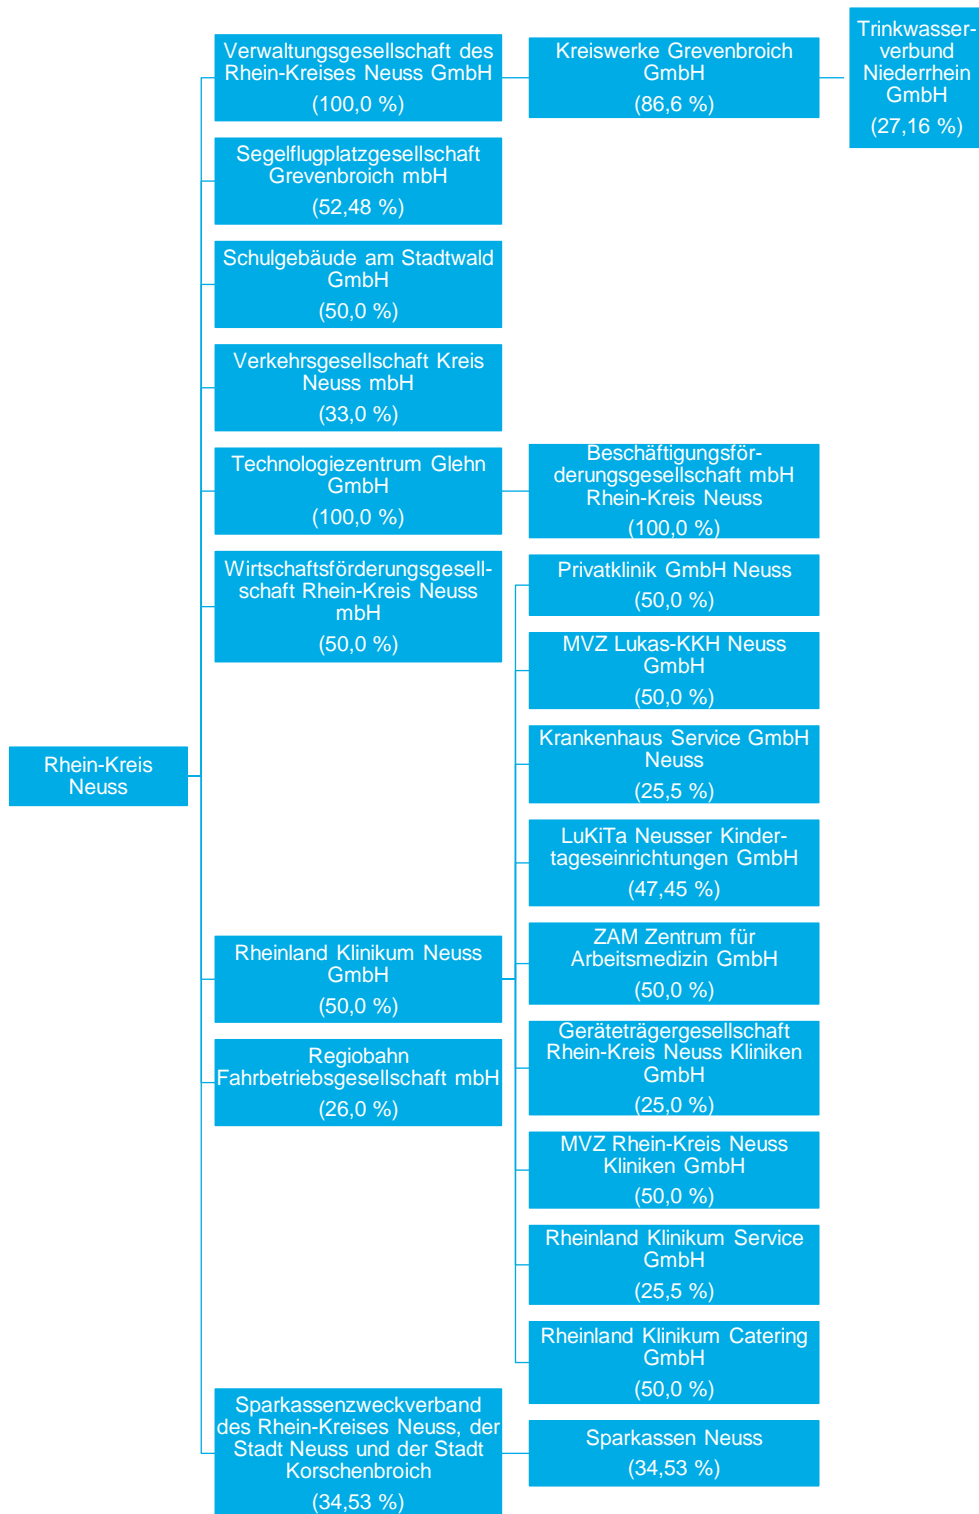 Rhein-Kreis
Neuss
Verwaltungsgesellschaft des
Rhein-Kreises Neuss GmbH
(100,0 %)
Kreiswerke Grevenbroich
GmbH
(86,6 %)
Trinkwasser-
verbund
Niederrhein
GmbH
(27,16 %)
Segelflugplatzgesellschaft
Grevenbroich mbH
(52,48 %)
Schulgebäude am Stadtwald
GmbH
(50,0 %)
Verkehrsgesellschaft Kreis
Neuss mbH
(33,0 %)
Technologiezentrum Glehn
GmbH
(100,0 %)
Beschäftigungsför-
derungsgesellschaft mbH
Rhein-Kreis Neuss
(100,0 %)
Wirtschaftsförderungsgesell-
schaft Rhein-Kreis Neuss
mbH
(50,0 %)
Rheinland Klinikum Neuss
GmbH
(50,0 %)
Privatklinik GmbH Neuss
(50,0 %)
MVZ Lukas-KKH Neuss
GmbH
(50,0 %)
Krankenhaus Service GmbH
Neuss
(25,5 %)
LuKiTa Neusser Kinder-
tageseinrichtungen GmbH
(47,45 %)
ZAM Zentrum für
Arbeitsmedizin GmbH
(50,0 %)
Geräteträgergesellschaft
Rhein-Kreis Neuss Kliniken
GmbH
(25,0 %)
MVZ Rhein-Kreis Neuss
Kliniken GmbH
(50,0 %)
Rheinland Klinikum Service
GmbH
(25,5 %)
Rheinland Klinikum Catering
GmbH
(50,0 %)
Regiobahn
Fahrbetriebsgesellschaft mbH
(26,0 %)
Sparkassenzweckverband
des Rhein-Kreises Neuss, der
Stadt Neuss und der Stadt
Korschenbroich
(34,53 %)
Sparkassen Neuss
(34,53 %)